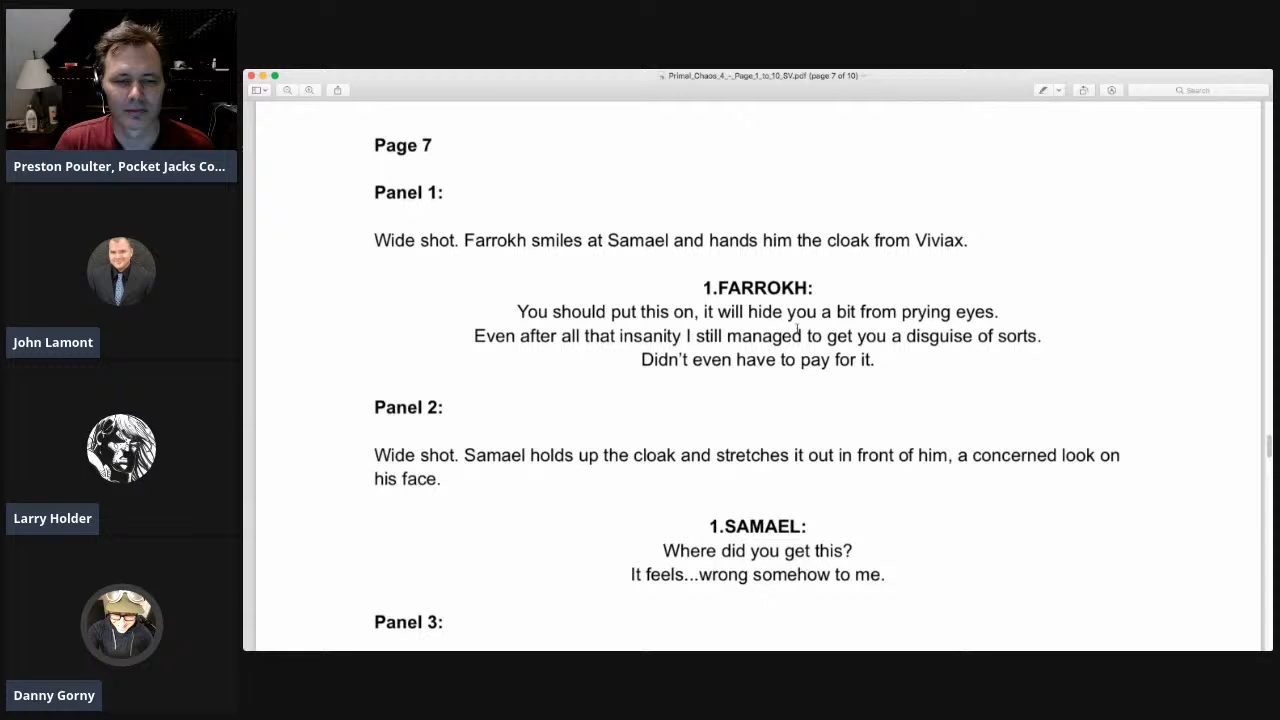 Primal_Chaos_4_-_Page_1_to_10_SV.pdf (page 7 of 10)
Search
Preston Poulter, Pocket Jacks Co...
John Lamont
Larry Holder
Danny Gorny
Page 7
Panel 1:
Wide shot. Farrokh smiles at Samael and hands him the cloak from Viviax.
1.FARROKH:
You should put this on, it will hide you a bit from prying eyes.
Even after all that insanity I still managed to get you a disguise of sorts.
Didn't even have to pay for it.
Panel 2:
Wide shot. Samael holds up the cloak and stretches it out in front of him, a concerned look on
his face.
1.SAMAEL:
Where did you get this?
It feels...wrong somehow to me.
Panel 3: